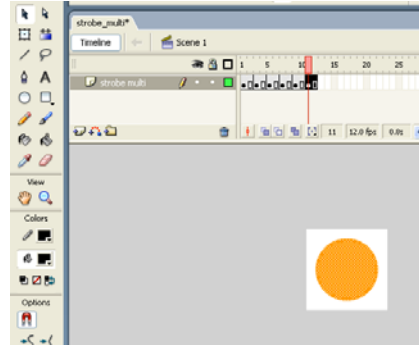 strobe_multi*
Timeline Scene 1
1 5 10 15 20 25
strobe multi
11 12.0 fps 0.8s
View
Colors
Options